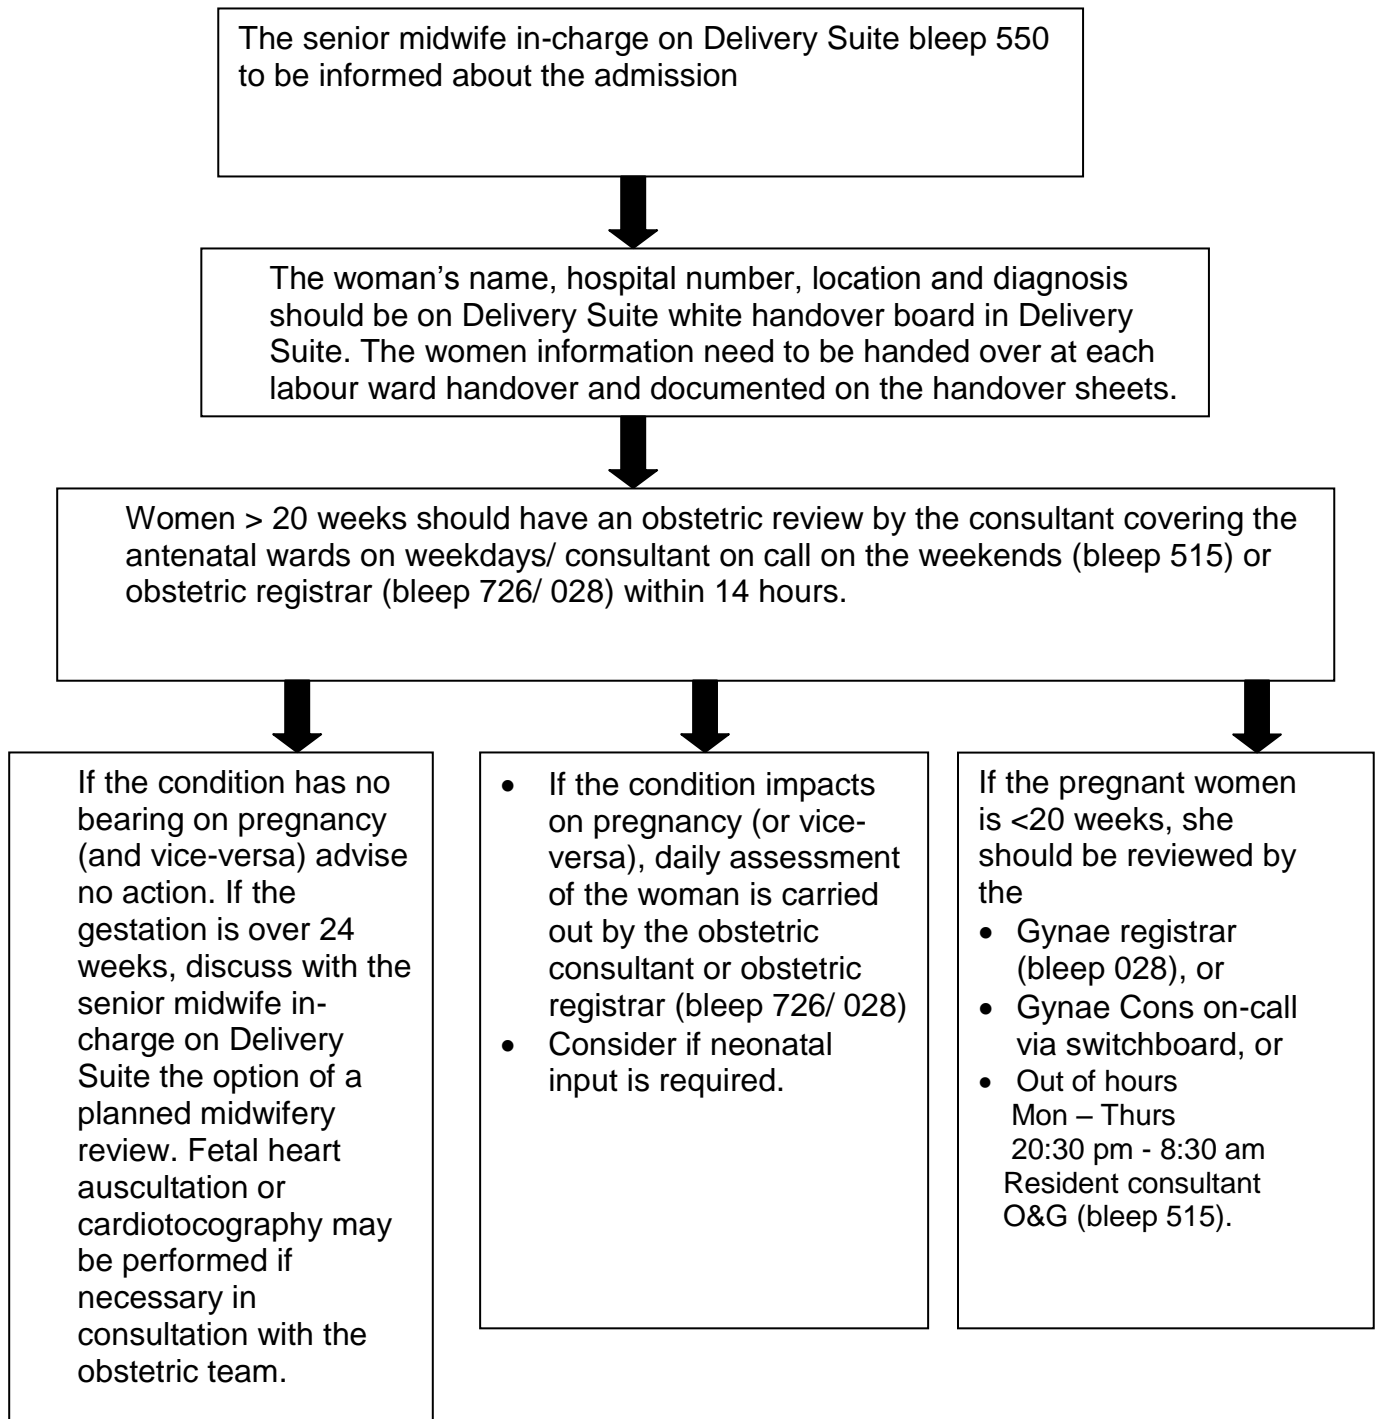 The senior midwife in-charge on Delivery Suite bleep 550
to be informed about the admission
The woman’s name, hospital number, location and diagnosis
should be on Delivery Suite white handover board in Delivery
Suite. The women information need to be handed over at each
labour ward handover and documented on the handover sheets.
Women > 20 weeks should have an obstetric review by the consultant covering the
antenatal wards on weekdays/ consultant on call on the weekends (bleep 515) or
obstetric registrar (bleep 726/ 028) within 14 hours.
If the condition has no
bearing on pregnancy
(and vice-versa) advise
no action. If the
gestation is over 24
weeks, discuss with the
senior midwife in-
charge on Delivery
Suite the option of a
planned midwifery
review. Fetal heart
auscultation or
cardiotocography may
be performed if
necessary in
consultation with the
obstetric team.
• If the condition impacts
on pregnancy (or vice-
versa), daily assessment
of the woman is carried
out by the obstetric
consultant or obstetric
registrar (bleep 726/ 028)
• Consider if neonatal
input is required.
If the pregnant women
is <20 weeks, she
should be reviewed by
the
• Gynae registrar
(bleep 028), or
• Gynae Cons on-call
via switchboard, or
• Out of hours
Mon – Thurs
20:30 pm - 8:30 am
Resident consultant
O&G (bleep 515).